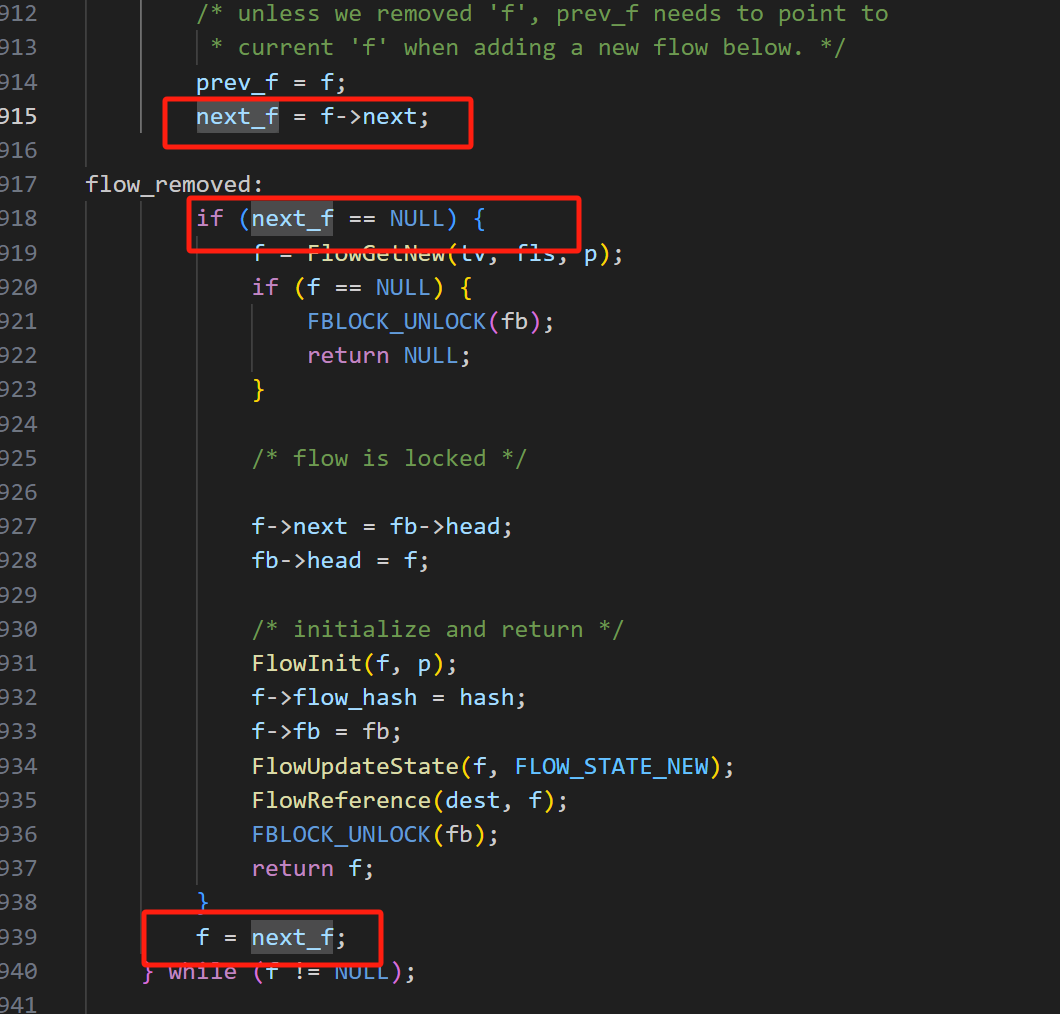 912 /* unless we removed 'f', prev_f needs to point to
913 * current 'f' when adding a new flow below. */
914 prev_f = f;
915 next_f = f->next;
916
917 flow_removed:
918 if (next_f == NULL) {
919 f = FlowGetNew(tv, fls, p);
920 if (f == NULL) {
921 FBLOCK_UNLOCK(fb);
922 return NULL;
923 }
924
925 /* flow is locked */
926
927 f->next = fb->head;
928 fb->head = f;
929
930 /* initialize and return */
931 FlowInit(f, p);
932 f->flow_hash = hash;
933 f->fb = fb;
934 FlowUpdateState(f, FLOW_STATE_NEW);
935 FlowReference(dest, f);
936 FBLOCK_UNLOCK(fb);
937 return f;
938 }
939 f = next_f;
940 } while (f != NULL);
941